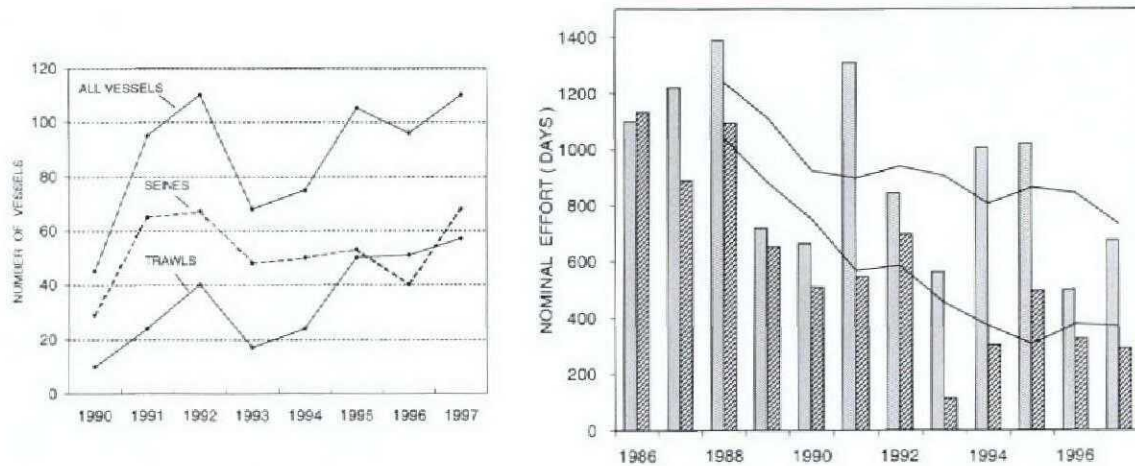 NUMBER OF VESSELS
120
100
80
60
40
20
0
ALL VESSELS
SEINES
TRAWLS
1990 1991 1992 1993 1994 1995 1996 1997
NOMINAL EFFORT (DAYS)
1400
1200
1000
800
600
400
200
0
1986 1988 1990 1992 1994 1996